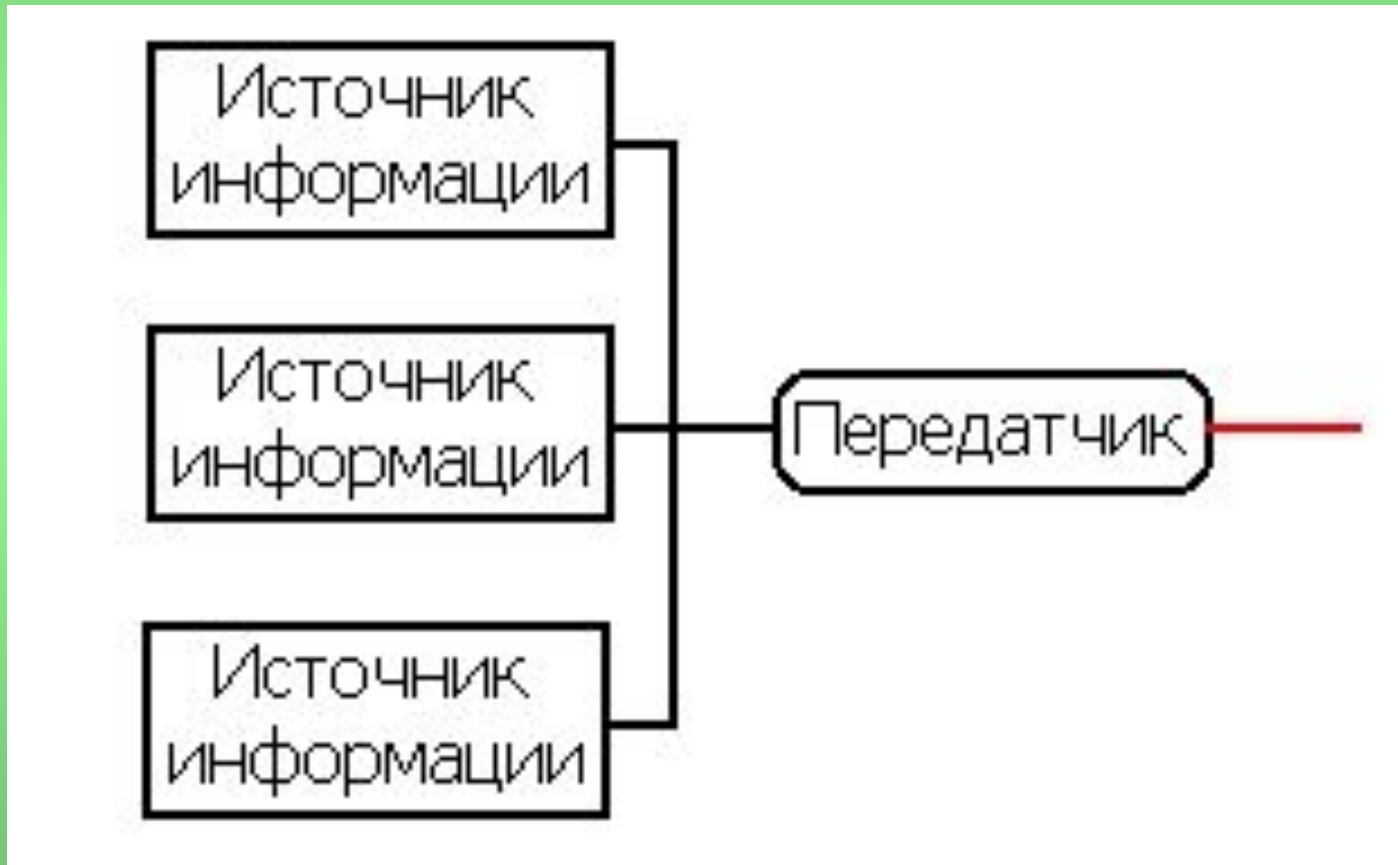 Источник
информации
Источник
информации
Передатчик
Источник
информации